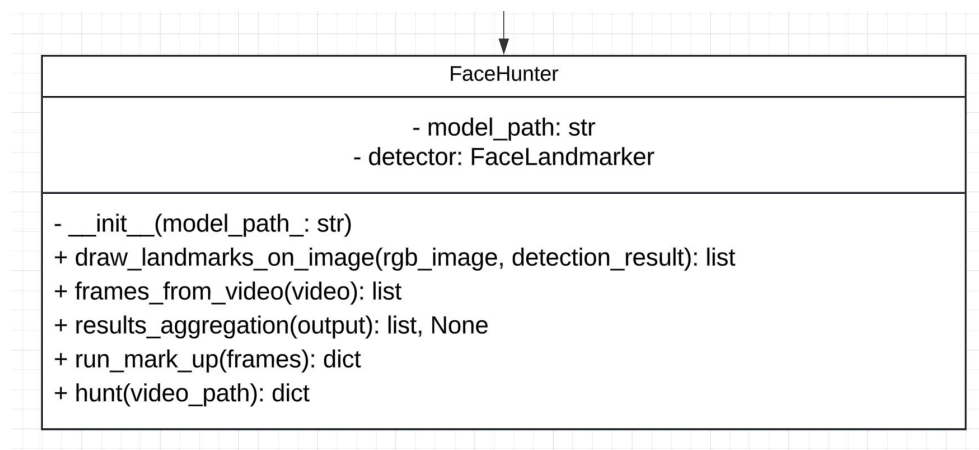 FaceHunter
- model_path: str
- detector: FaceLandmarker
- __init__(model_path_: str)
+ draw_landmarks_on_image(rgb_image, detection_result): list
+ frames_from_video(video): list
+ results_aggregation(output): list, None
+ run_mark_up(frames): dict
+ hunt(video_path): dict